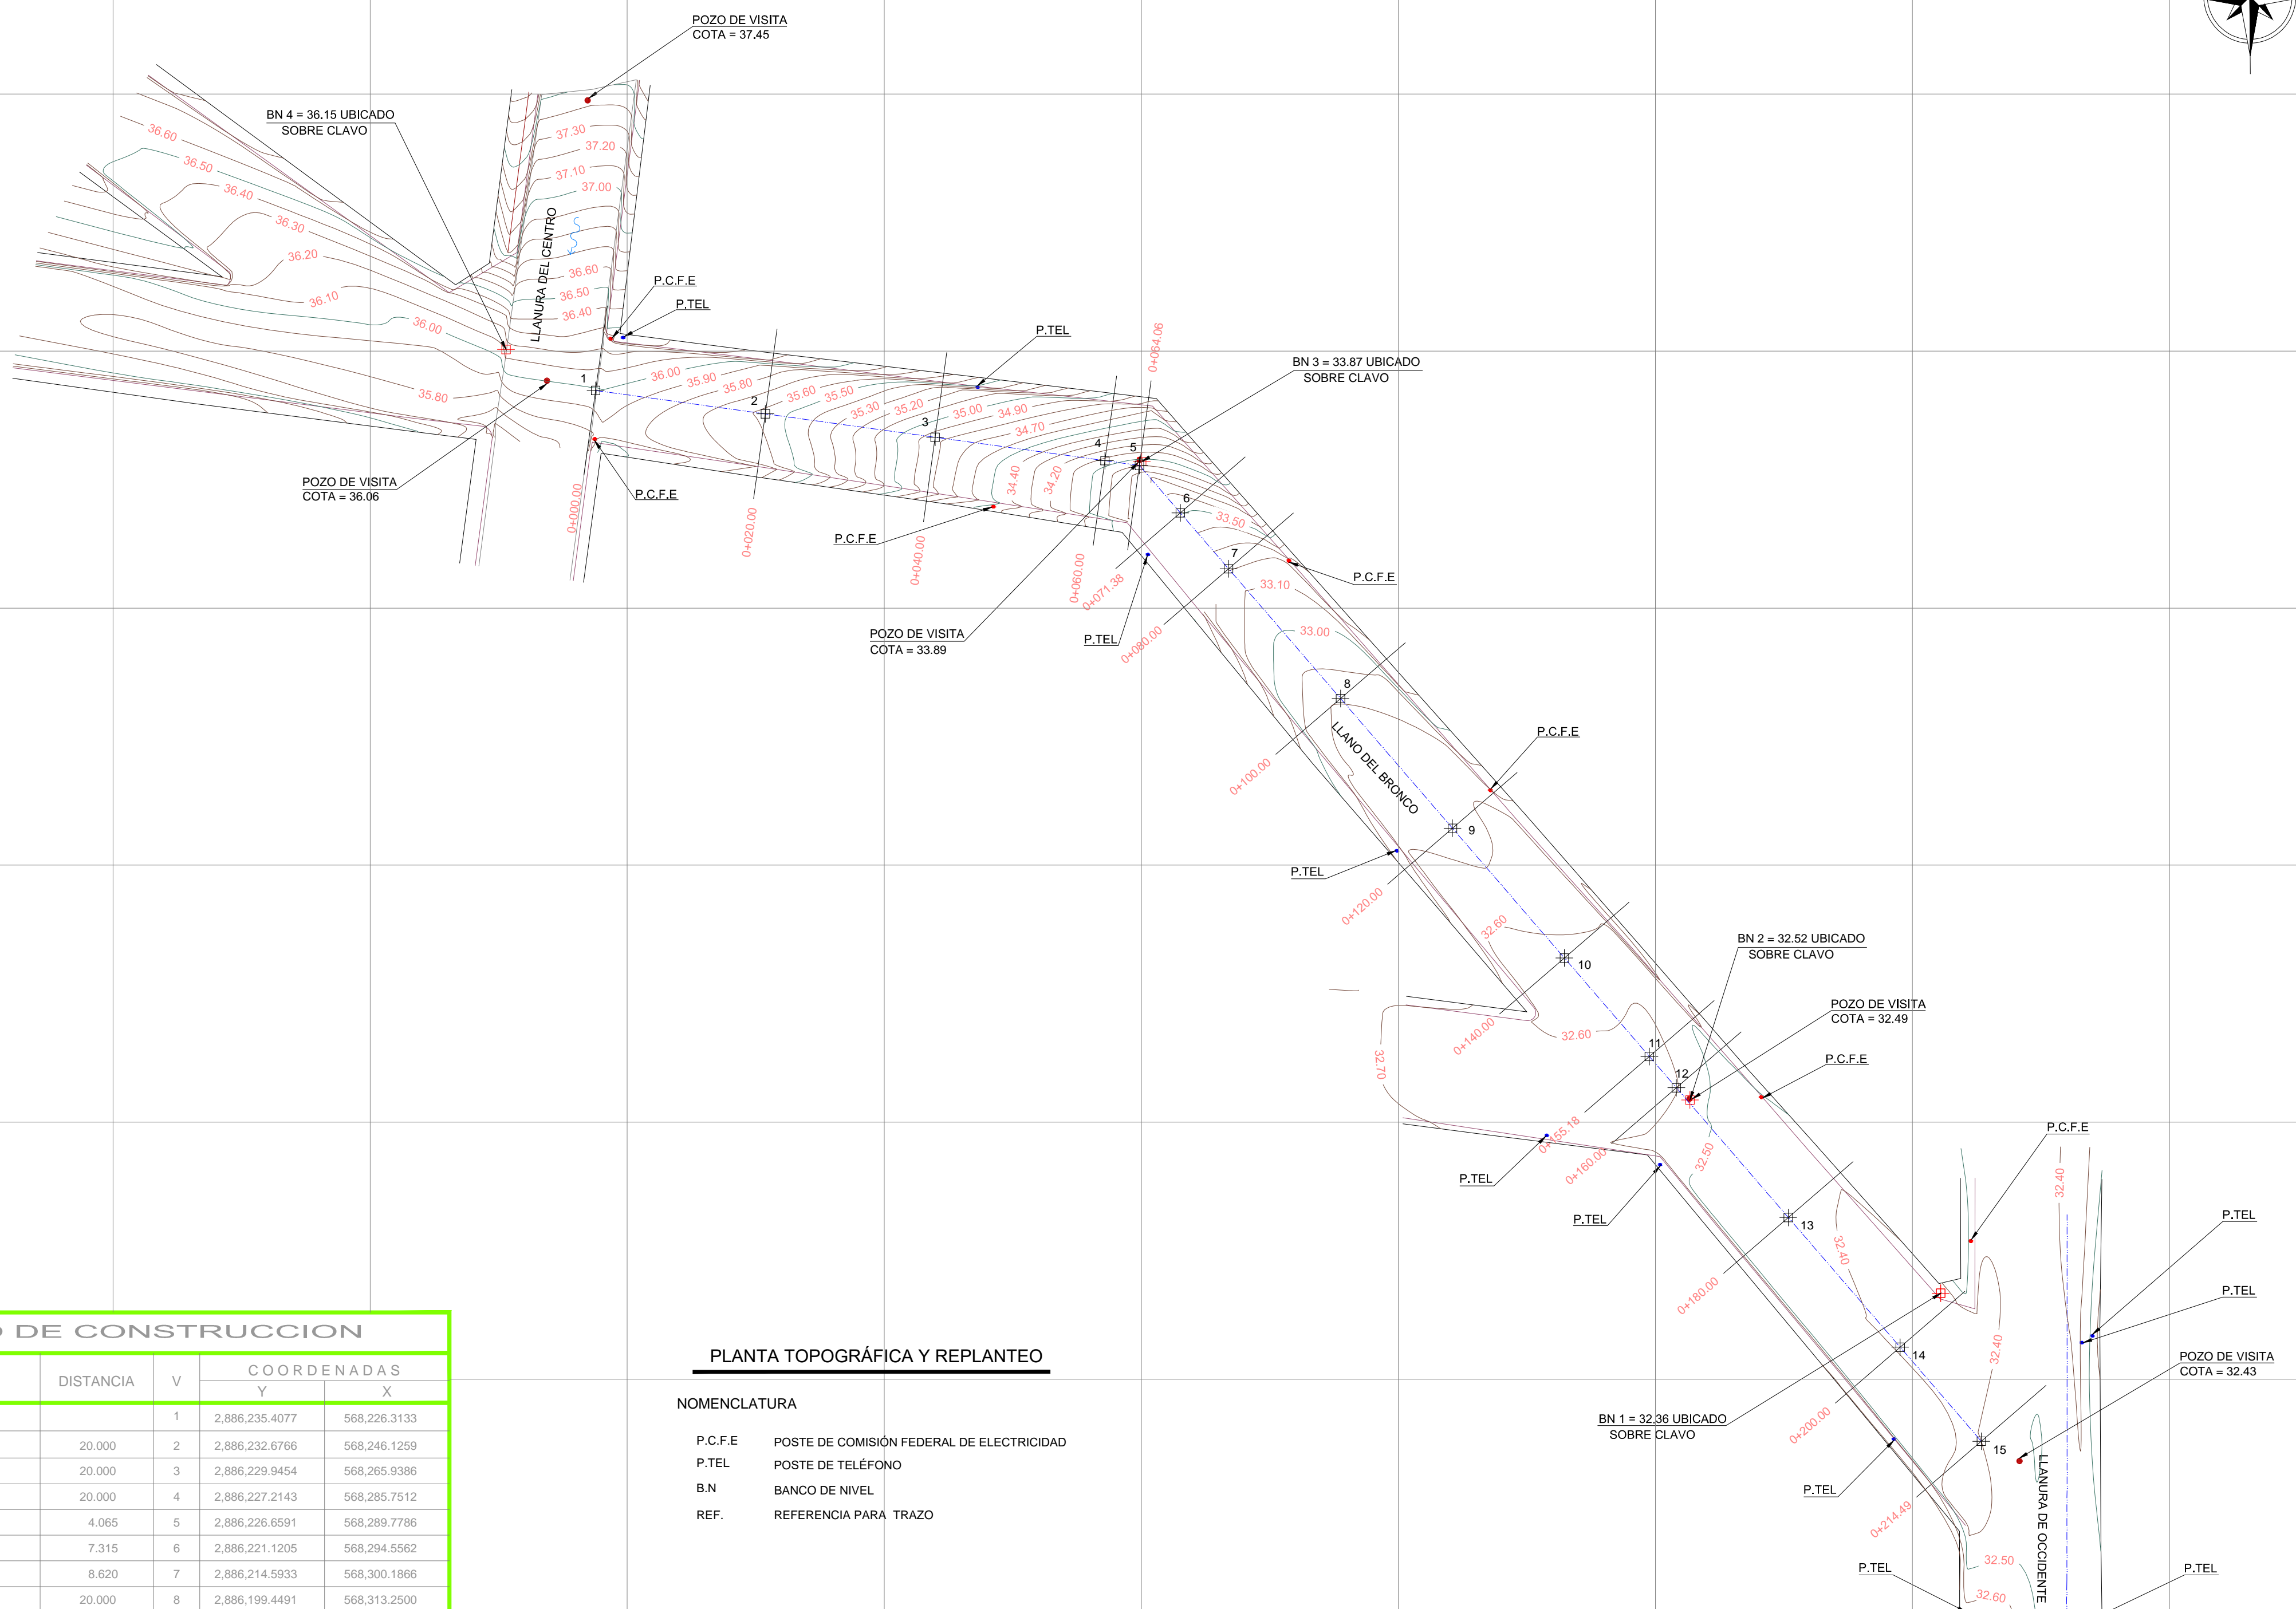 POZO DE VISITA
COTA = 37.45
BN 4 = 36.15 UBICADO
SOBRE CLAVO
36.60
36.50
36.40
36.30
36.20
36.10
36.00
35.80
37.30
37.20
37.10
37.00
36.60
36.50
36.40
LLANURA DEL CENTRO
P.C.F.E
P.TEL
P.TEL
0+064.06
BN 3 = 33.87 UBICADO
SOBRE CLAVO
1
36.00
35.90
35.80
2
35.60
35.50
35.30
35.20
3
35.00
34.90
34.70
4
5
34.40
34.20
POZO DE VISITA
COTA = 36.06
0+000.00
P.C.F.E
0+020.00
P.C.F.E
0+040.00
0+060.00
0+071.38
6
33.50
7
P.C.F.E
33.10
33.00
POZO DE VISITA
COTA = 33.89
P.TEL
0+080.00
8
LLANO DEL BRONCO
0+100.00
P.C.F.E
9
P.TEL
0+120.00
32.60
10
BN 2 = 32.52 UBICADO
SOBRE CLAVO
POZO DE VISITA
COTA = 32.49
0+140.00
32.60
32.70
11
12
P.C.F.E
0+155.18
0+160.00
32.50
P.TEL
P.TEL
P.C.F.E
32.40
P.TEL
13
32.40
0+180.00
P.TEL
32.40
14
POZO DE VISITA
COTA = 32.43
BN 1 = 32.36 UBICADO
SOBRE CLAVO
0+200.00
15
P.TEL
0+214.49
LLANURA DE OCCIDENTE
32.50
P.TEL
P.TEL
32.60
O DE CONSTRUCCION
DISTANCIA V COORDENADAS
Y X
1 2,886,235.4077 568,226.3133
20.000 2 2,886,232.6766 568,246.1259
20.000 3 2,886,229.9454 568,265.9386
20.000 4 2,886,227.2143 568,285.7512
4.065 5 2,886,226.6591 568,289.7786
7.315 6 2,886,221.1205 568,294.5562
8.620 7 2,886,214.5933 568,300.1866
20.000 8 2,886,199.4491 568,313.2500
PLANTA TOPOGRÁFICA Y REPLANTEO
NOMENCLATURA
P.C.F.E POSTE DE COMISIÓN FEDERAL DE ELECTRICIDAD
P.TEL POSTE DE TELÉFONO
B.N BANCO DE NIVEL
REF. REFERENCIA PARA TRAZO